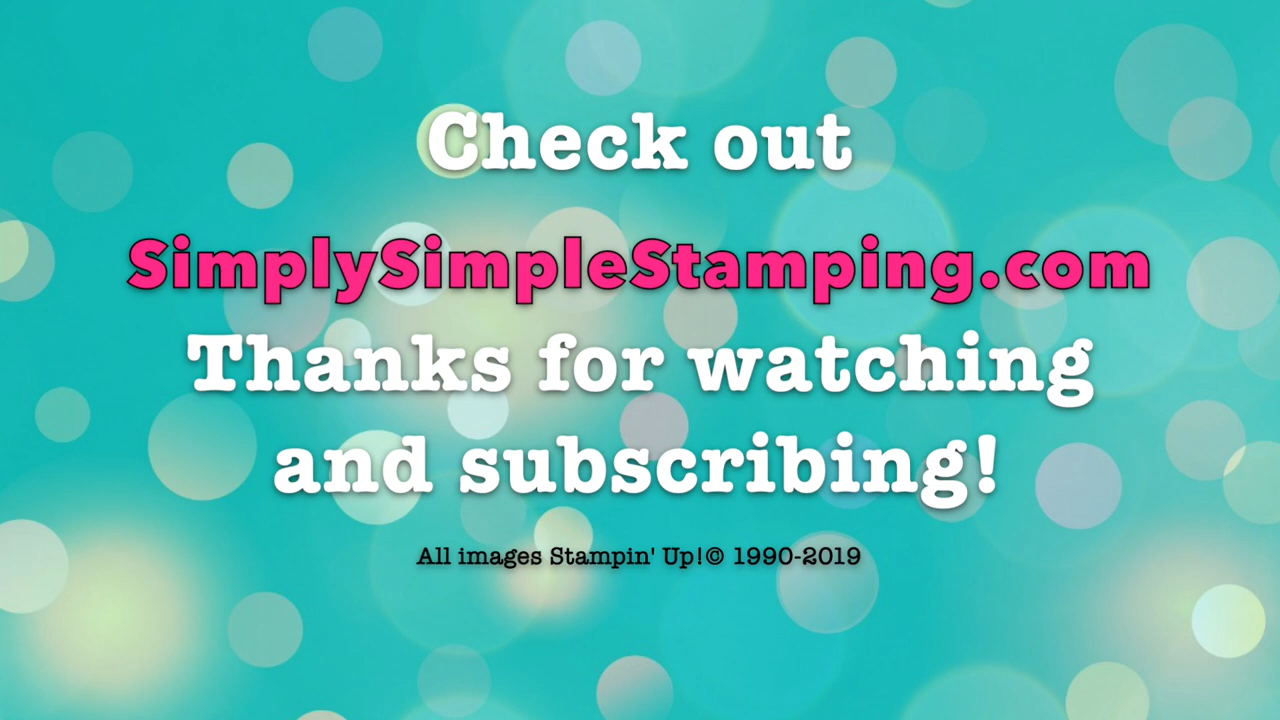 Check out
SimplySimpleStamping.com
Thanks for watching
and subscribing!
All images Stampin' Up!© 1990-2019